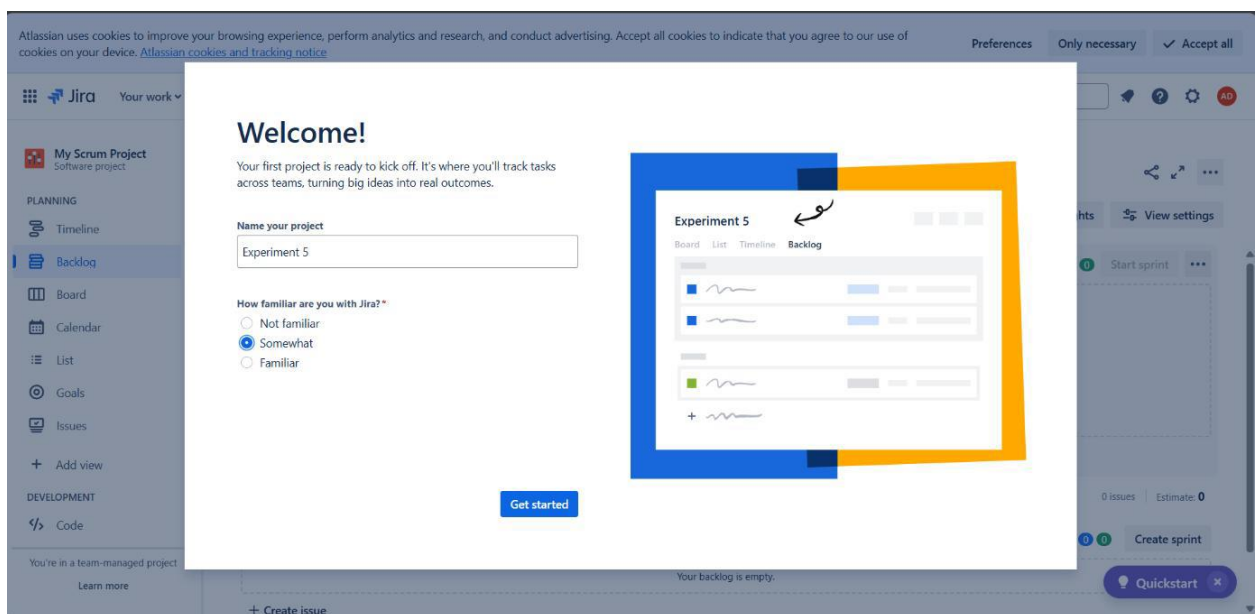 Atlassian uses cookies to improve your browsing experience, perform analytics and research, and conduct advertising. Accept all cookies to indicate that you agree to our use of
cookies on your device. Atlassian cookies and tracking notice
Preferences
Only necessary
Accept all
Jira
Your work
AD
My Scrum Project
Software project
PLANNING
Timeline
Backlog
Board
Calendar
List
Goals
Issues
Add view
DEVELOPMENT
Code
You're in a team-managed project
Learn more
Welcome!
Your first project is ready to kick off. It's where you'll track tasks
across teams, turning big ideas into real outcomes.
Name your project
Experiment 5
How familiar are you with Jira?*
Not familiar
Somewhat
Familiar
Get started
Experiment 5
Board List Timeline Backlog
View settings
0 Start sprint
0 issues Estimate: 0
0 0 Create sprint
Your backlog is empty.
Quickstart
+ Create issue